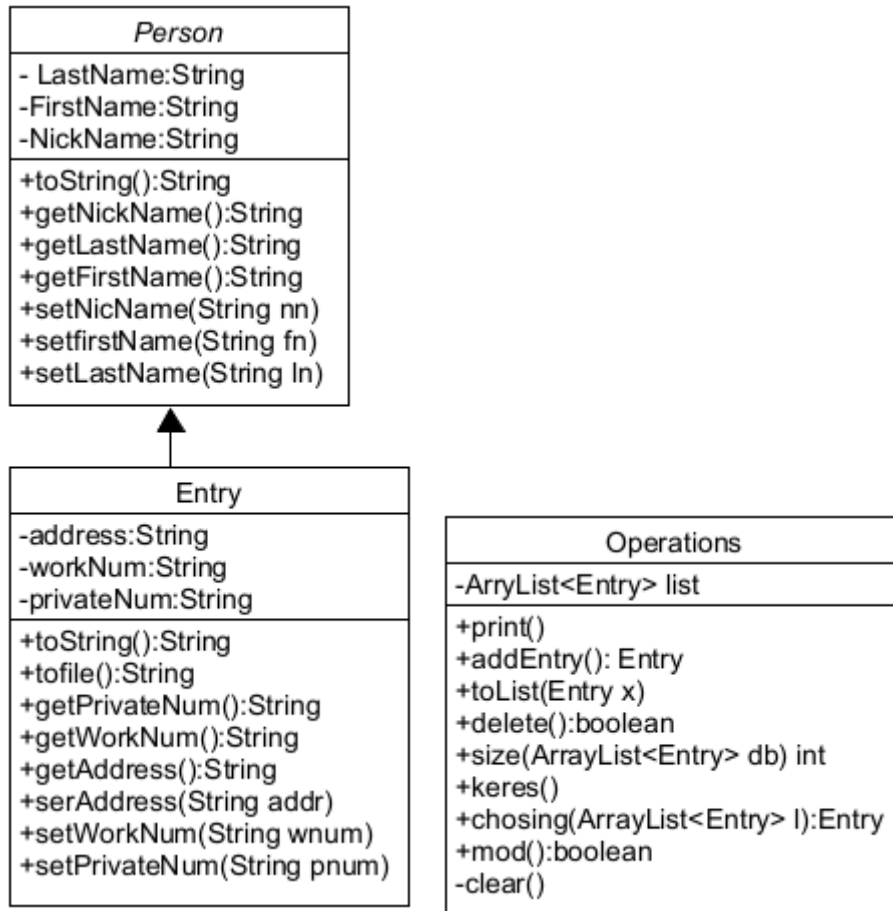 Person
- LastName:String
-FirstName:String
-NickName:String
+toString():String
+getNickName():String
+getLastName():String
+getFirstName():String
+setNicName(String nn)
+setfirstName(String fn)
+setLastName(String ln)
Entry
-address:String
-workNum:String
-privateNum:String
+toString():String
+tofile():String
+getPrivateNum():String
+getWorkNum():String
+getAddress():String
+serAddress(String addr)
+setWorkNum(String wnum)
+setPrivateNum(String pnum)
Operations
-ArryList<Entry> list
+print()
+addEntry(): Entry
+toList(Entry x)
+delete():boolean
+size(ArrayList<Entry> db) int
+keres()
+chosing(ArrayList<Entry> l):Entry
+mod():boolean
-clear()